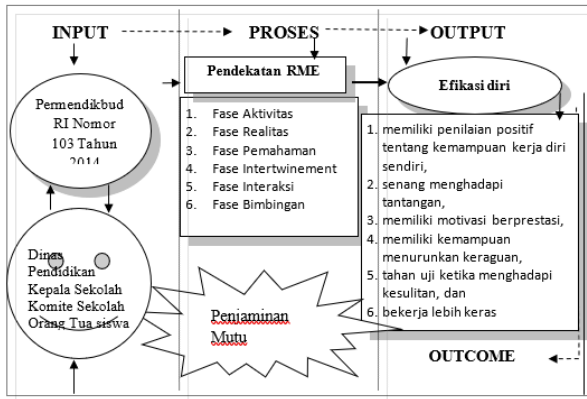 INPUT
PROSES
OUTPUT
Permendikbud
RI Nomor
103 Tahun
2014
Dinas
Pendidikan
Kepala Sekolah
Komite Sekolah
Orang Tua siswa
Pendekatan RME
1. Fase Aktivitas
2. Fase Realitas
3. Fase Pemahaman
4. Fase Intertwinement
5. Fase Interaksi
6. Fase Bimbingan
Penjaminan
Mutu
Efikasi diri
1. memiliki penilaian positif
tentang kemampuan kerja diri
sendiri,
2. senang menghadapi
tantangan,
3. memiliki motivasi berprestasi,
4. memiliki kemampuan
menurunkan keraguan,
5. tahan uji ketika menghadapi
kesulitan, dan
6. bekerja lebih keras
OUTCOME